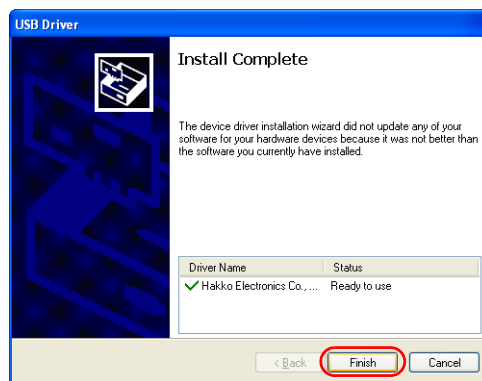 USB Driver
Install Complete
The device driver installation wizard did not update any of your
software for your hardware devices because it was not better than
the software you currently have installed.
Driver Name Status
Hakko Electronics Co., ... Ready to use
< Back Finish Cancel